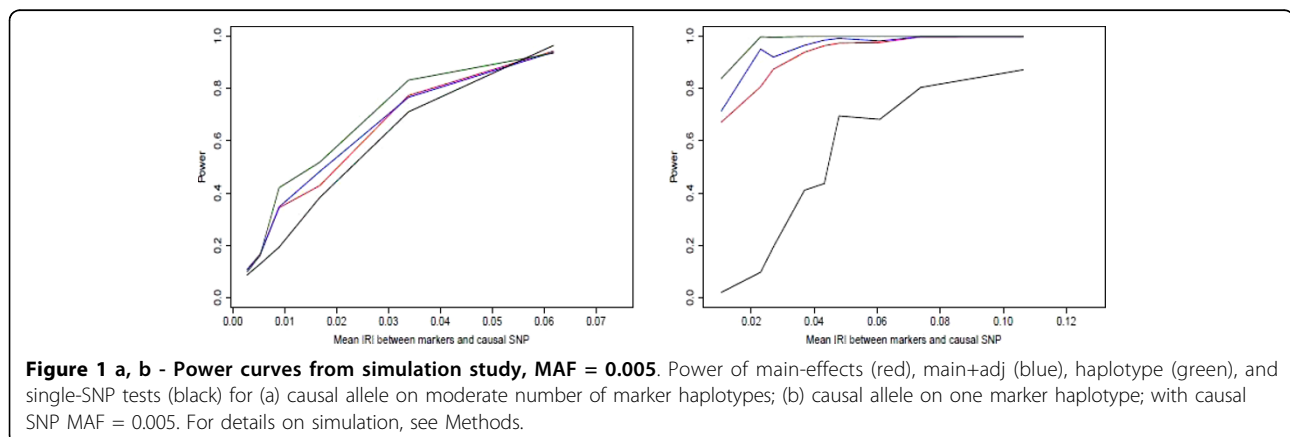 1.0
0.8
0.6
0.4
0.2
0.0
Power
0.00 0.01 0.02 0.03 0.04 0.05 0.06 0.07
Mean IRI between markers and causal SNP
1.0
0.8
0.6
0.4
0.2
0.0
Power
0.02 0.04 0.06 0.08 0.10 0.12
Mean IRI between markers and causal SNP
Figure 1 a, b - Power curves from simulation study, MAF = 0.005. Power of main-effects (red), main+adj (blue), haplotype (green), and
single-SNP tests (black) for (a) causal allele on moderate number of marker haplotypes; (b) causal allele on one marker haplotype; with causal
SNP MAF = 0.005. For details on simulation, see Methods.